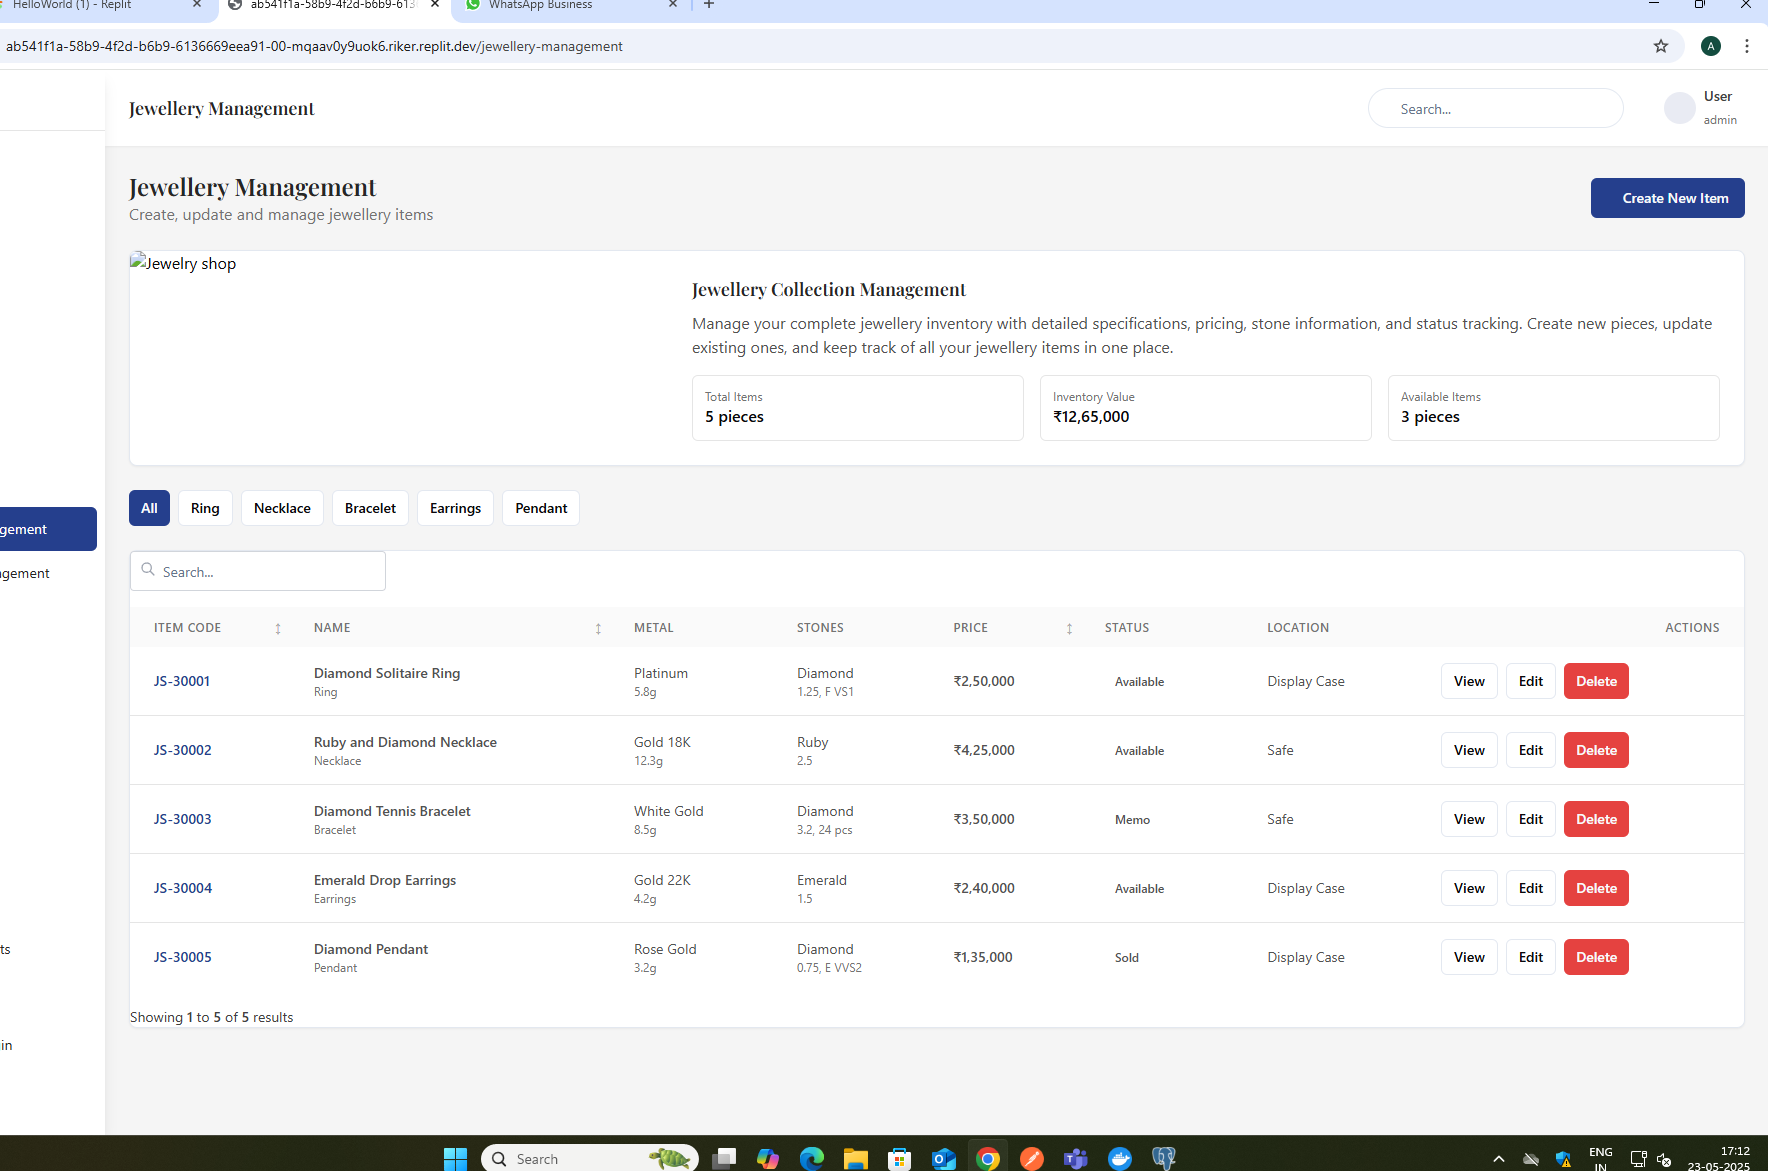 HelloWorld (1) - Replit
ab541f1a-58b9-4f2d-b6b9-613
WhatsApp Business
ab541f1a-58b9-4f2d-b6b9-6136669eea91-00-mqaav0y9uok6.riker.replit.dev/jewellery-management
A
Jewellery Management
Search...
User
admin
Jewellery Management
Create, update and manage jewellery items
Create New Item
Jewelry shop
Jewellery Collection Management
Manage your complete jewellery inventory with detailed specifications, pricing, stone information, and status tracking. Create new pieces, update
existing ones, and keep track of all your jewellery items in one place.
Total Items
5 pieces
Inventory Value
₹12,65,000
Available Items
3 pieces
All Ring Necklace Bracelet Earrings Pendant
gement
agement
ts
in
Search...
ITEM CODE NAME METAL STONES PRICE STATUS LOCATION ACTIONS
JS-30001 Diamond Solitaire Ring Platinum Diamond ₹2,50,000 Available Display Case View Edit Delete
Ring 5.8g 1.25, F VS1
JS-30002 Ruby and Diamond Necklace Gold 18K Ruby ₹4,25,000 Available Safe View Edit Delete
Necklace 12.3g 2.5
JS-30003 Diamond Tennis Bracelet White Gold Diamond ₹3,50,000 Memo Safe View Edit Delete
Bracelet 8.5g 3.2, 24 pcs
JS-30004 Emerald Drop Earrings Gold 22K Emerald ₹2,40,000 Available Display Case View Edit Delete
Earrings 4.2g 1.5
JS-30005 Diamond Pendant Rose Gold Diamond ₹1,35,000 Sold Display Case View Edit Delete
Pendant 3.2g 0.75, E VVS2
Showing 1 to 5 of 5 results
Search
ENG
IN
17:12
23-05-2025